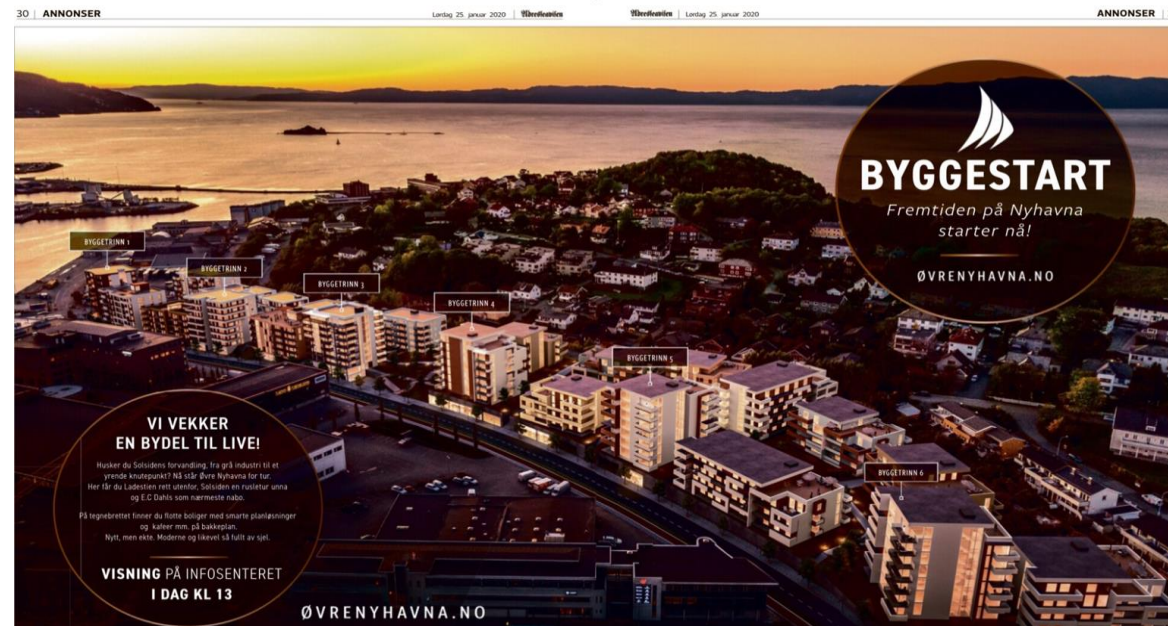 30 | ANNONSER
Lørdag 25. januar 2020 | Adresseavisen
Adresseavisen | Lørdag 25. januar 2020
ANNONSER |
BYGGESTART
Fremtiden på Nyhavna
starter nå!
ØVRENYHAVNA.NO
BYGGETRINN 1
BYGGETRINN 2
BYGGETRINN 3
BYGGETRINN 4
BYGGETRINN 5
BYGGETRINN 6
VI VEKKER
EN BYDEL TIL LIVE!
Husker du Solsidens forvandling, fra grå industri til et
yrende knutepunkt? Nå står Øvre Nyhavna for tur.
Her får du Ladestien rett utenfor, Solsiden en rusletur unna
og E.C Dahls som nærmeste nabo.
På tegnebrettet finner du flotte boliger med smarte planløsninger
og kafeer mm. på bakkeplan.
Nytt, men ekte. Moderne og likevel så fullt av sjel.
VISNING PÅ INFOSENTERET
I DAG KL 13
ØVRENYHAVNA.NO